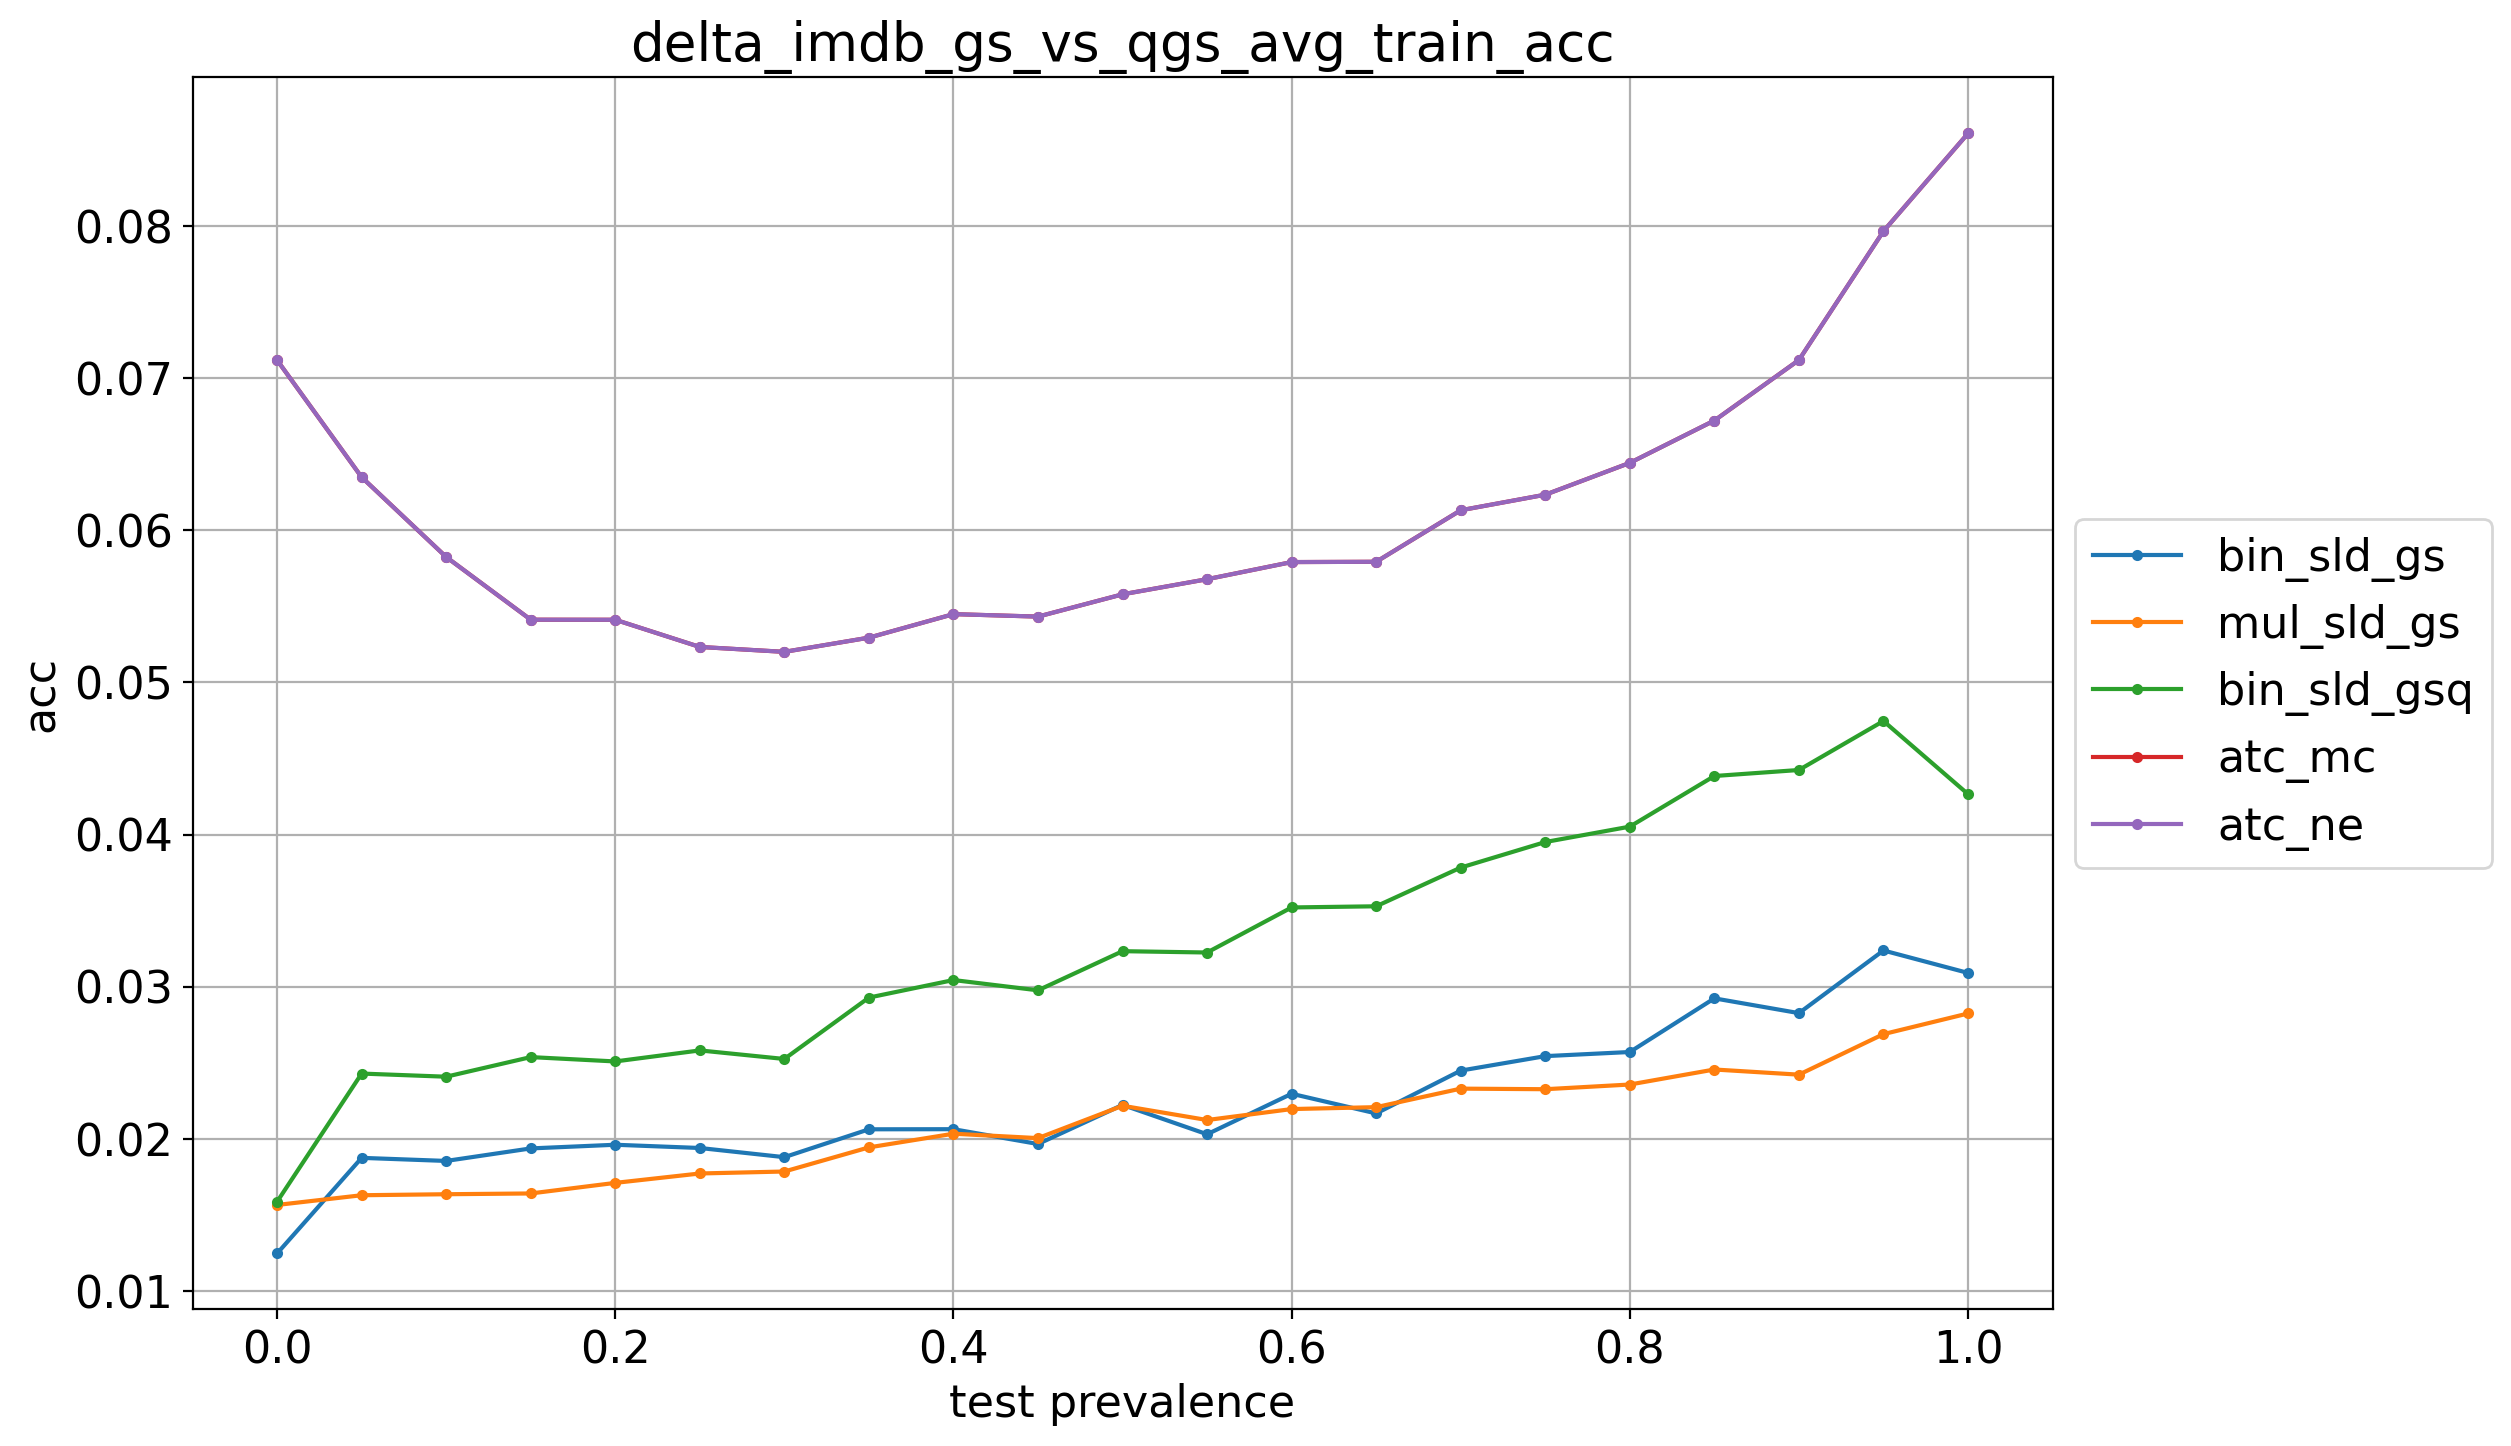 delta_imdb_gs_vs_qgs_avg_train_acc
acc
0.08
0.07
0.06
0.05
0.04
0.03
0.02
0.01
0.0 0.2 0.4 0.6 0.8 1.0
test prevalence
bin_sld_gs
mul_sld_gs
bin_sld_gsq
atc_mc
atc_ne